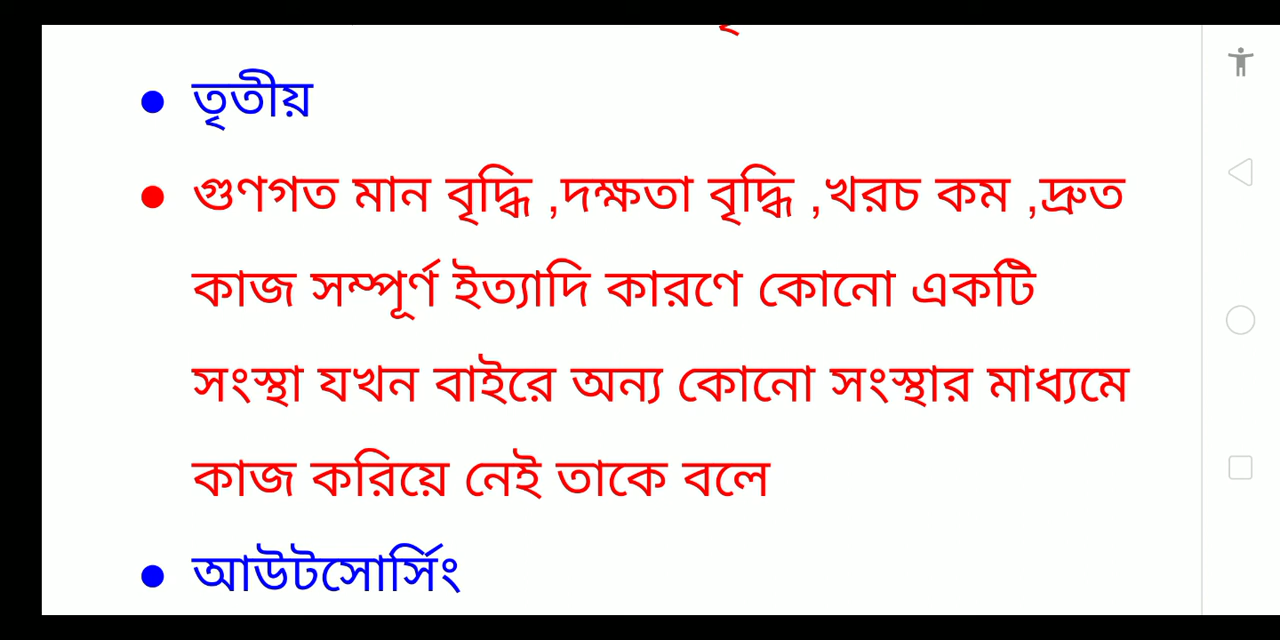 • তৃতীয়
• গুণগত মান বৃদ্ধি ,দক্ষতা বৃদ্ধি ,খরচ কম ,দ্রুত
কাজ সম্পূর্ণ ইত্যাদি কারণে কোনো একটি
সংস্থা যখন বাইরে অন্য কোনো সংস্থার মাধ্যমে
কাজ করিয়ে নেই তাকে বলে
• আউটসোর্সিং